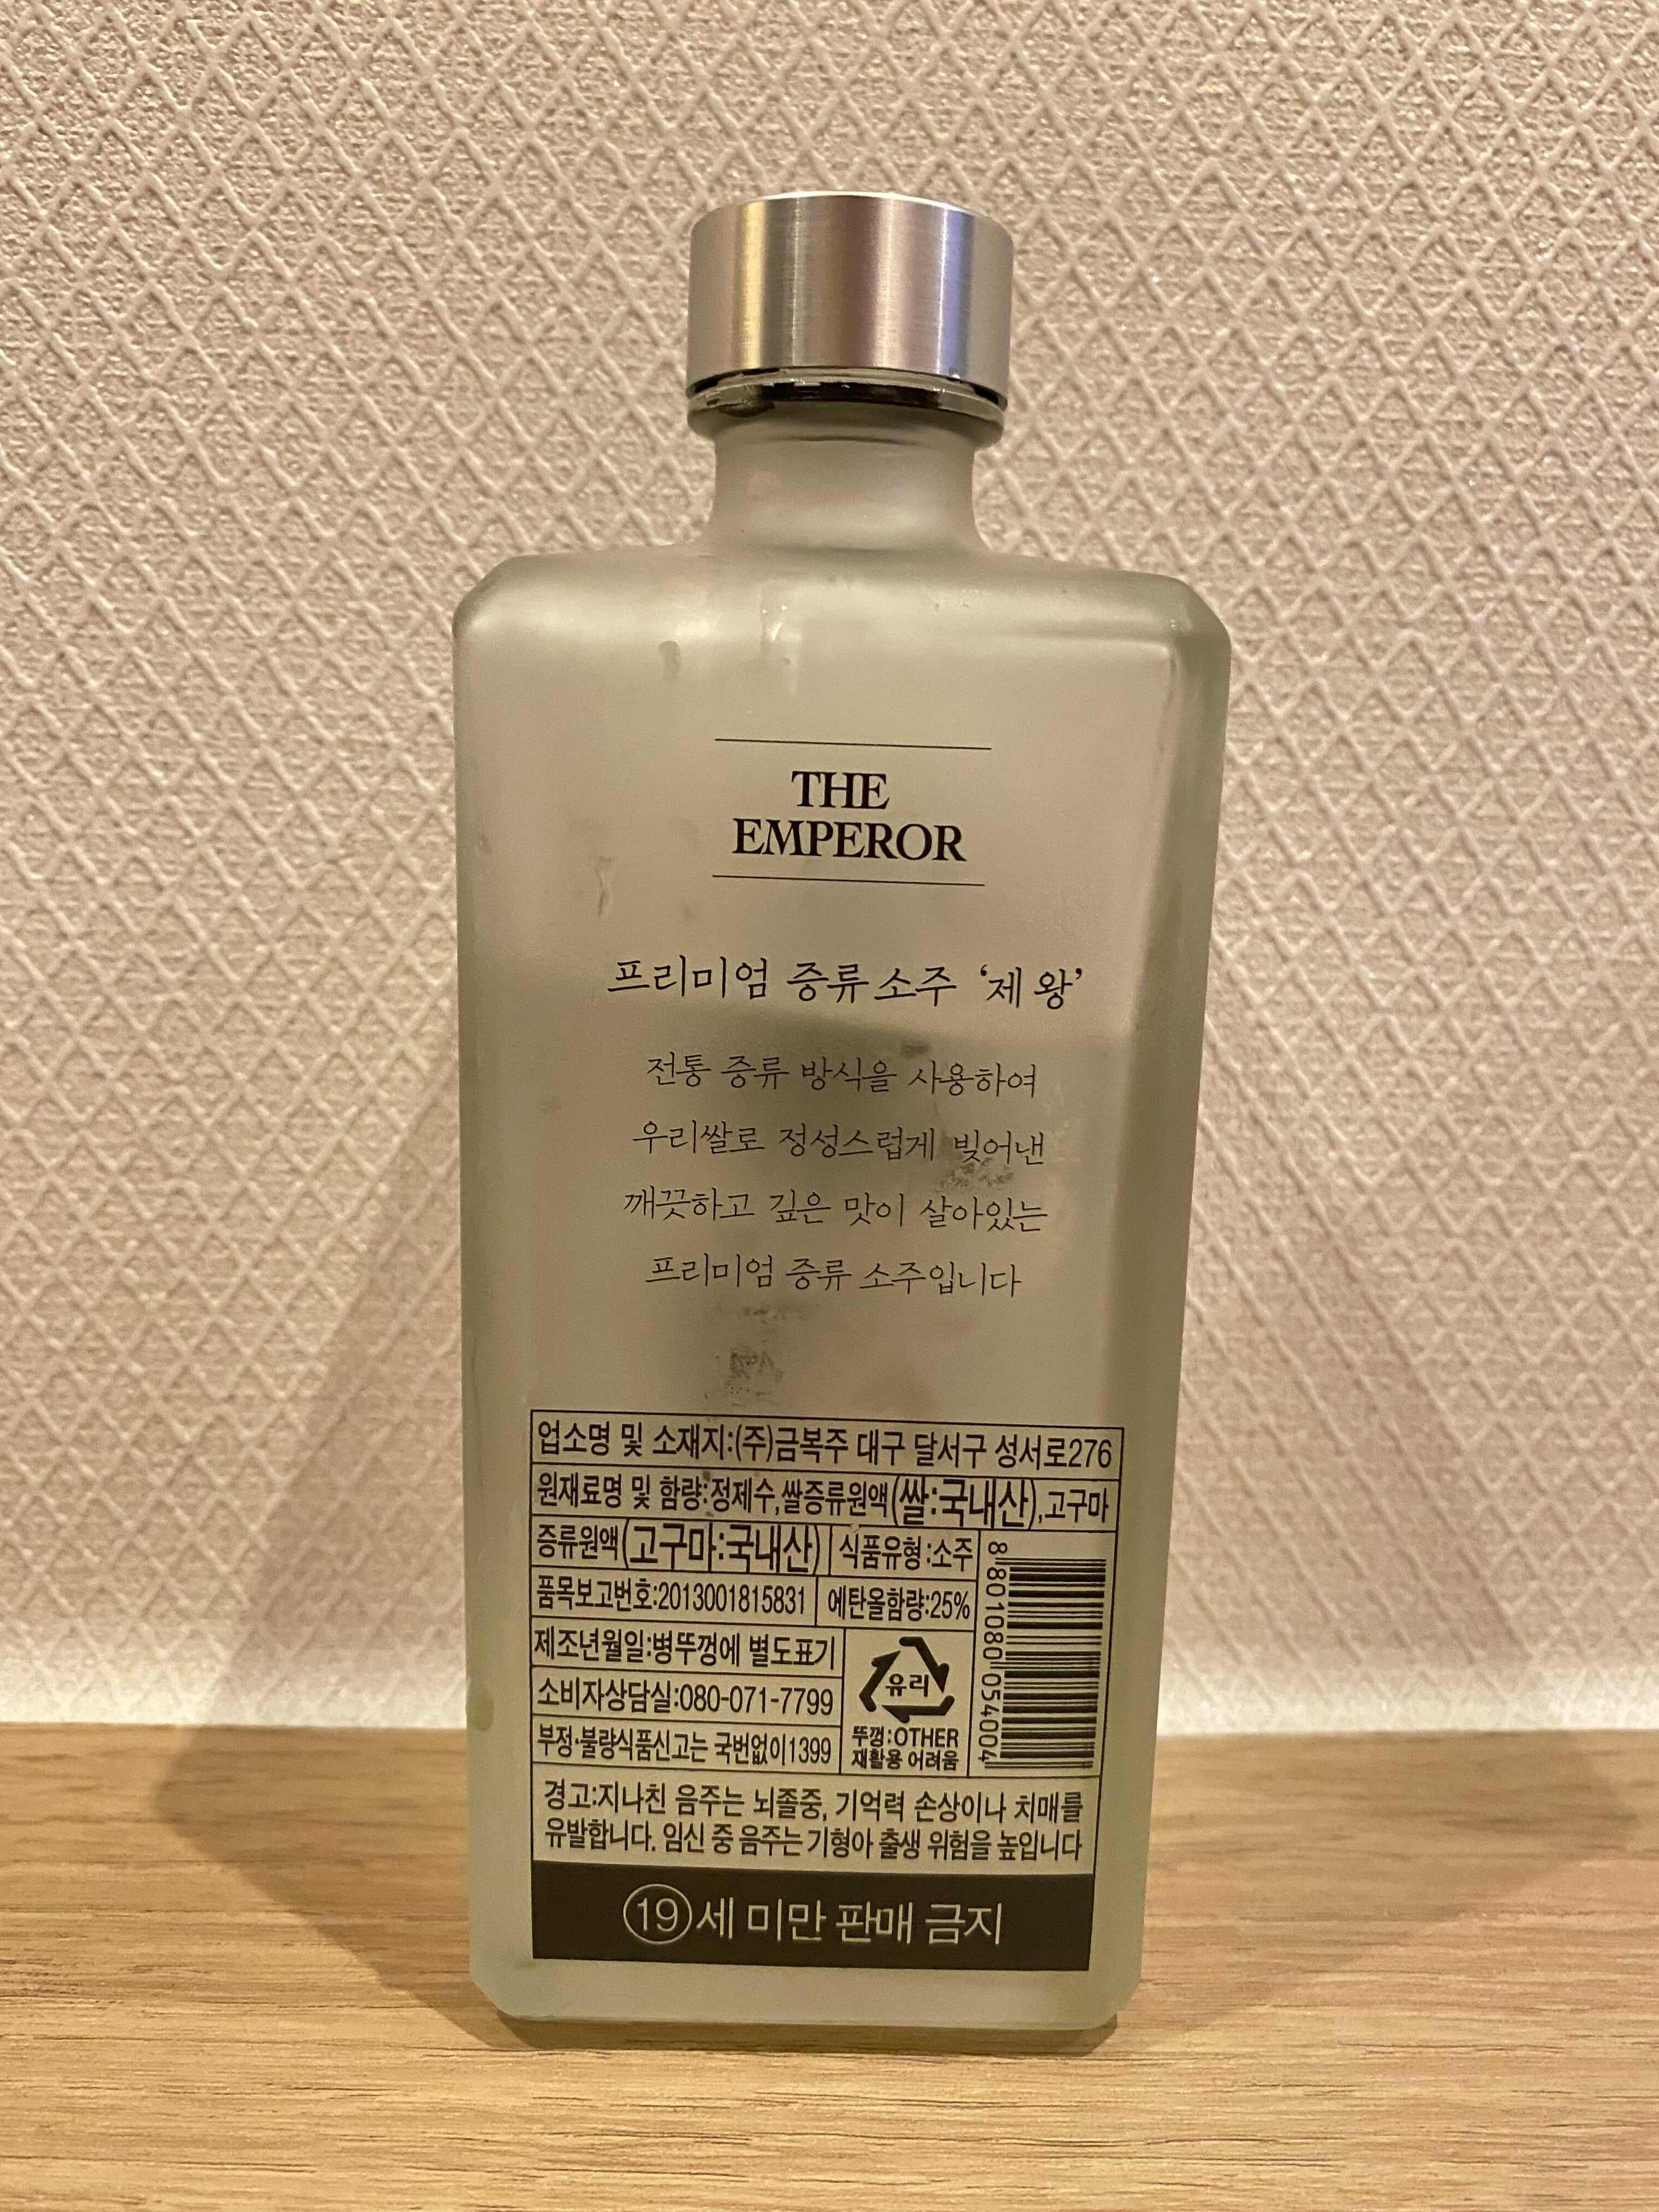 THE
EMPEROR
프리미엄 증류소주 '제왕'
전통 증류 방식을 사용하여
우리쌀로 정성스럽게 빚어낸
깨끗하고 깊은 맛이 살아있는
프리미엄 증류 소주입니다
업소명 및 소재지:(주)금복주 대구 달서구 성서로276
원재료명 및 함량:정제수,쌀증류원액(쌀:국내산),고구마
증류원액(고구마:국내산) 식품유형:소주
품목보고번호:2013001815831 에탄올함량:25%
제조년월일:병뚜껑에 별도표기
소비자상담실:080-071-7799
부정·불량식품신고는 국번없이1399
유리
뚜껑:OTHER
재활용 어려움
8 801080 054004
경고:지나친 음주는 뇌졸중, 기억력 손상이나 치매를
유발합니다. 임신 중 음주는 기형아 출생 위험을 높입니다
19세 미만 판매 금지